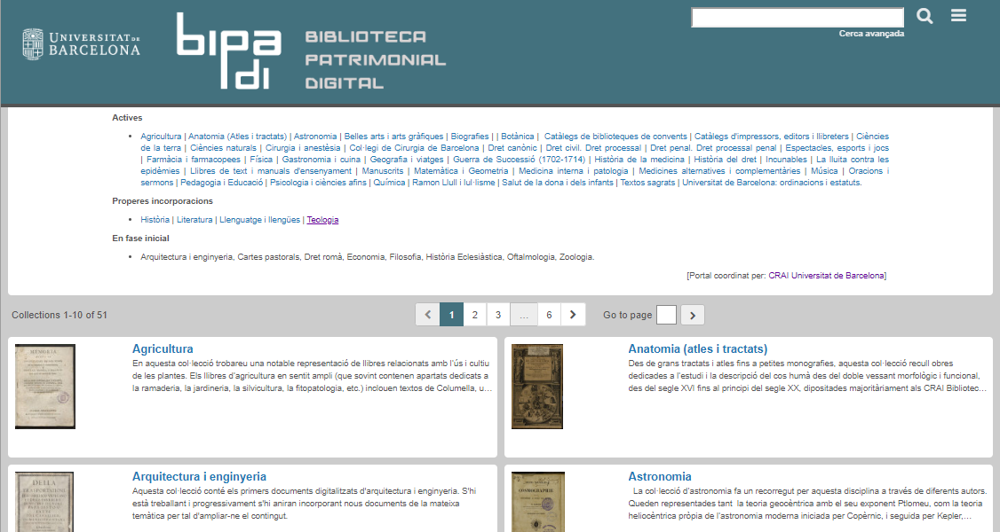 UNIVERSITAT DE
BARCELONA
bipadi
BIBLIOTECA
PATRIMONIAL
DIGITAL
Cerca avançada
Actives
• Agricultura | Anatomia (Atles i tractats) | Astronomia | Belles arts i arts gràfiques | Biografies | | Botànica | Catàlegs de biblioteques de convents | Catàlegs d'impressors, editors i llibreters | Ciències
de la terra | Ciències naturals | Cirurgia i anestèsia | Col·legi de Cirurgia de Barcelona | Dret canònic | Dret civil. Dret processal | Dret penal. Dret processal penal | Espectacles, esports i jocs
| Farmàcia i farmacopees | Física | Gastronomia i cuina | Geografia i viatges | Guerra de Successió (1702-1714) | Història de la medicina | Història del dret | Incunables | La lluita contra les
epidèmies | Llibres de text i manuals d'ensenyament | Manuscrits | Matemàtica i Geometria | Medicina interna i patologia | Medicines alternatives i complementàries | Música | Oracions i
sermons | Pedagogia i Educació | Psicologia i ciències afins | Química | Ramon Llull i lul·lisme | Salut de la dona i dels infants | Textos sagrats | Universitat de Barcelona: ordinacions i estatuts.
Properes incorporacions
• Història | Literatura | Llenguatge i llengües | Teologia
En fase inicial
• Arquitectura i enginyeria, Cartes pastorals, Dret romà, Economia, Filosofia, Història Eclesiàstica, Oftalmologia, Zoologia.
[Portal coordinat per: CRAI Universitat de Barcelona]
Collections 1-10 of 51
1 2 3 ... 6
Go to page
Agricultura
En aquesta col·lecció trobareu una notable representació de llibres relacionats amb l'ús i cultiu
de les plantes. Els llibres d'agricultura en sentit ampli (que sovint contenen apartats dedicats a
la ramaderia, la jardineria, la silvicultura, la fitopatologia, etc.) inclouen textos de Columella, u...
MEMORIA
Anatomia (atles i tractats)
Des de grans tractats i atles fins a petites monografies, aquesta col·lecció recull obres
dedicades a l'estudi i la descripció del cos humà des del doble vessant morfològic i funcional,
des del segle XVI fins al principi del segle XX, dipositades majoritàriament als CRAI Bibliotec...
Arquitectura i enginyeria
Aquesta col·lecció conté els primers documents digitalitzats d'arquitectura i enginyeria. S'hi
està treballant i progressivament s'hi aniran incorporant nous documents de la mateixa
temàtica per tal d'ampliar-ne el contingut.
DELLA
TRASPORTATIONE
Astronomia
La col·lecció d'astronomia fa un recorregut per aquesta disciplina a través de diferents autors.
Queden representades tant la teoria geocèntrica amb el seu exponent Ptlomeu, com la teoria
heliocèntrica pròpia de l'astronomia moderna iniciada per Copèrnic, i seguida per Kepler,...
COSMOGRAPHIE